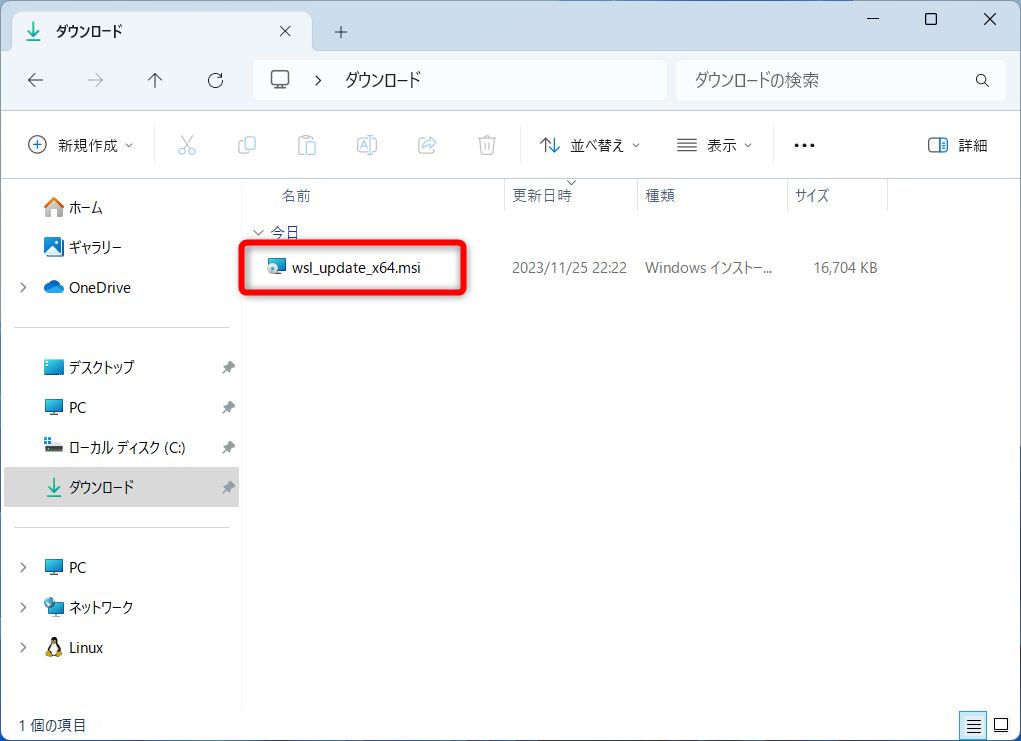 ダウンロード
ダウンロード
ダウンロードの検索
新規作成
並べ替え
表示
詳細
名前 更新日時 種類 サイズ
今日
wsl_update_x64.msi 2023/11/25 22:22 Windows インストー... 16,704 KB
ホーム
ギャラリー
OneDrive
デスクトップ
PC
ローカル ディスク (C:)
ダウンロード
PC
ネットワーク
Linux
1 個の項目